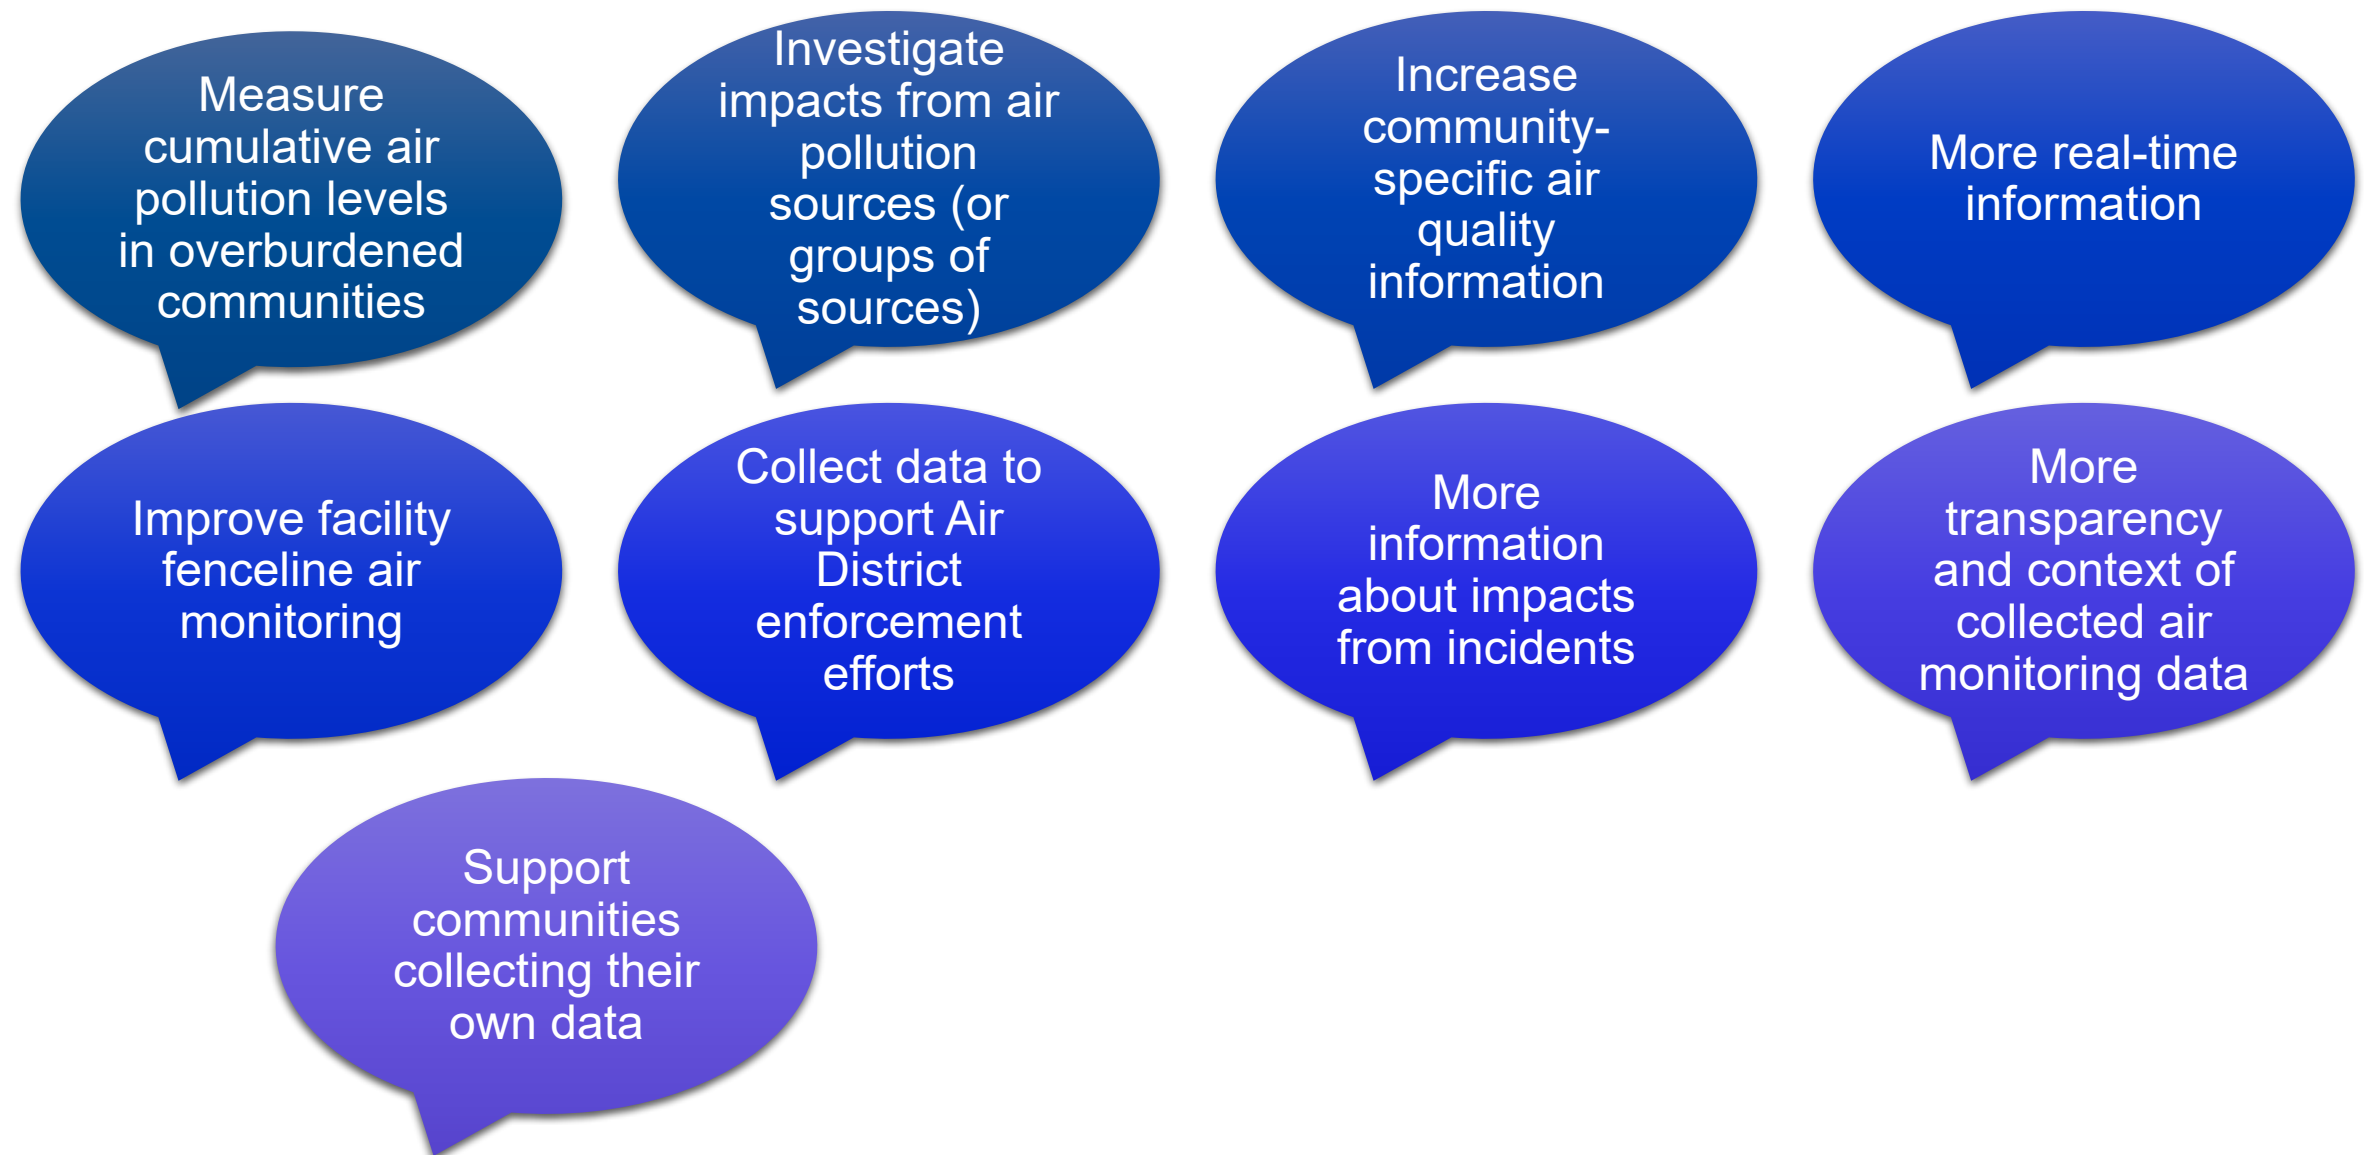 Measure
cumulative air
pollution levels
in overburdened
communities
Investigate
impacts from air
pollution
sources (or
groups of
sources)
Increase
community-
specific air
quality
information
More real-time
information
Improve facility
fenceline air
monitoring
Collect data to
support Air
District
enforcement
efforts
More
information
about impacts
from incidents
More
transparency
and context of
collected air
monitoring data
Support
communities
collecting their
own data